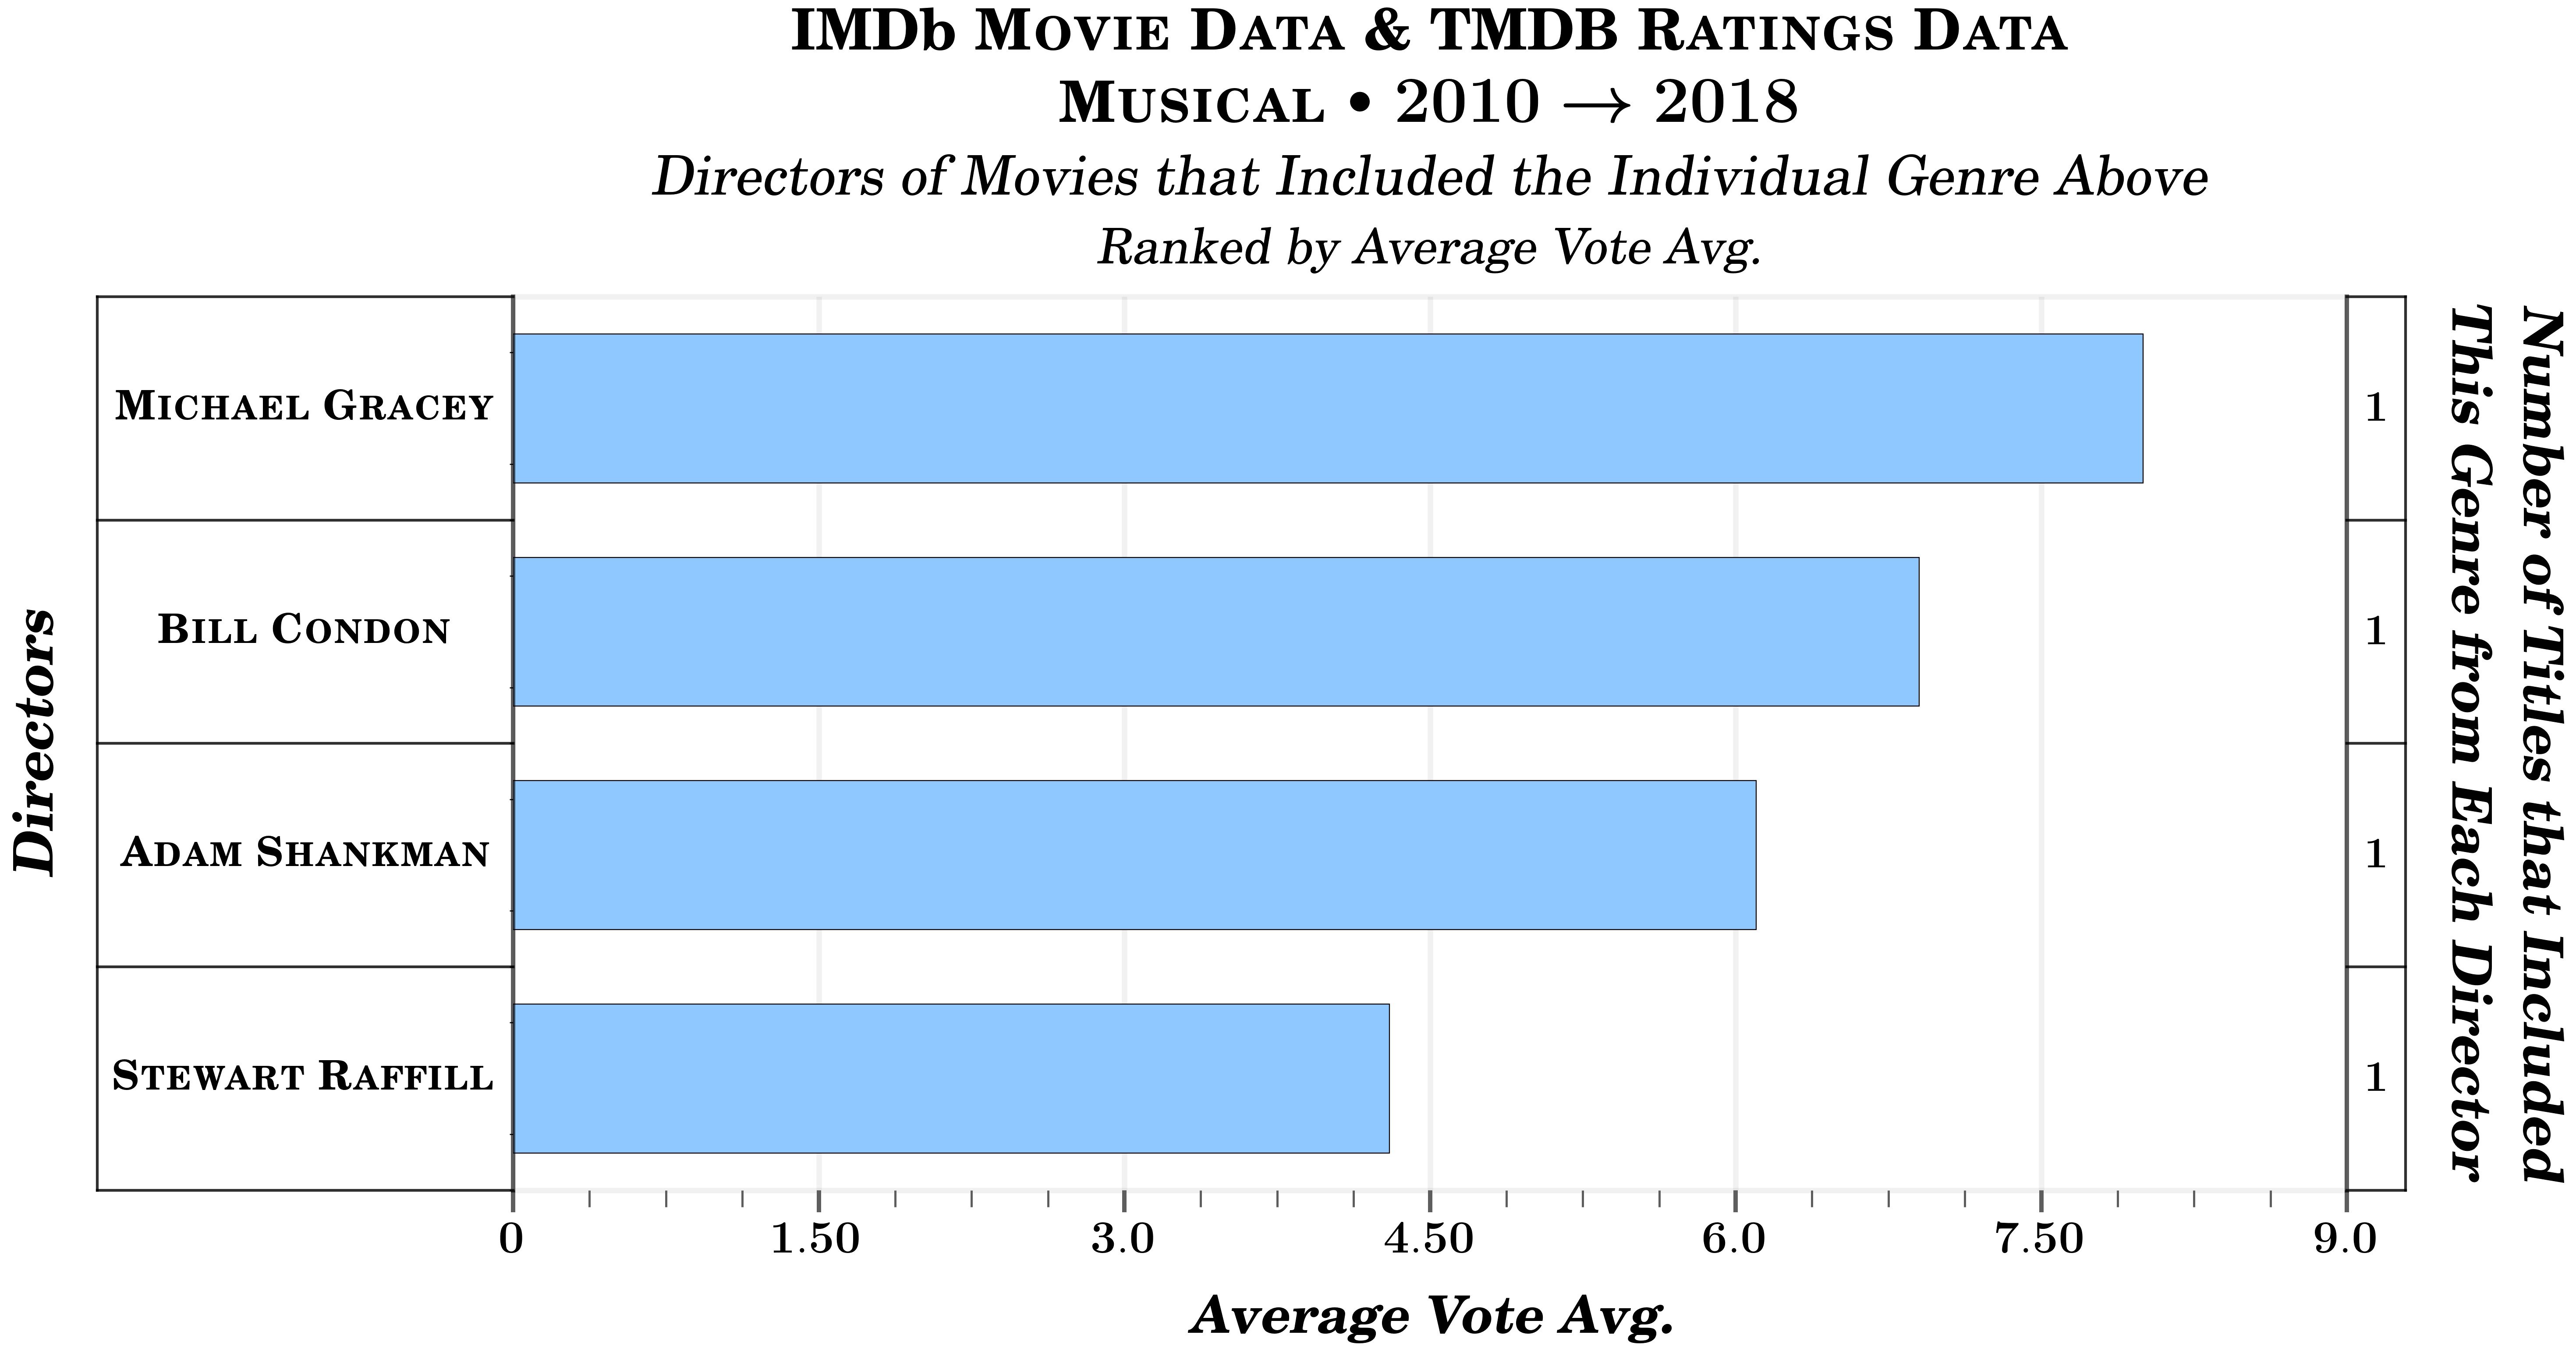 IMDb Movie Data & TMDB Ratings Data
Musical • 2010 → 2018
Directors of Movies that Included the Individual Genre Above
Ranked by Average Vote Avg.
Directors
Michael Gracey
1
Bill Condon
1
Adam Shankman
1
Stewart Raffill
1
Number of Titles that Included
This Genre from Each Director
0 1.50 3.0 4.50 6.0 7.50 9.0
Average Vote Avg.